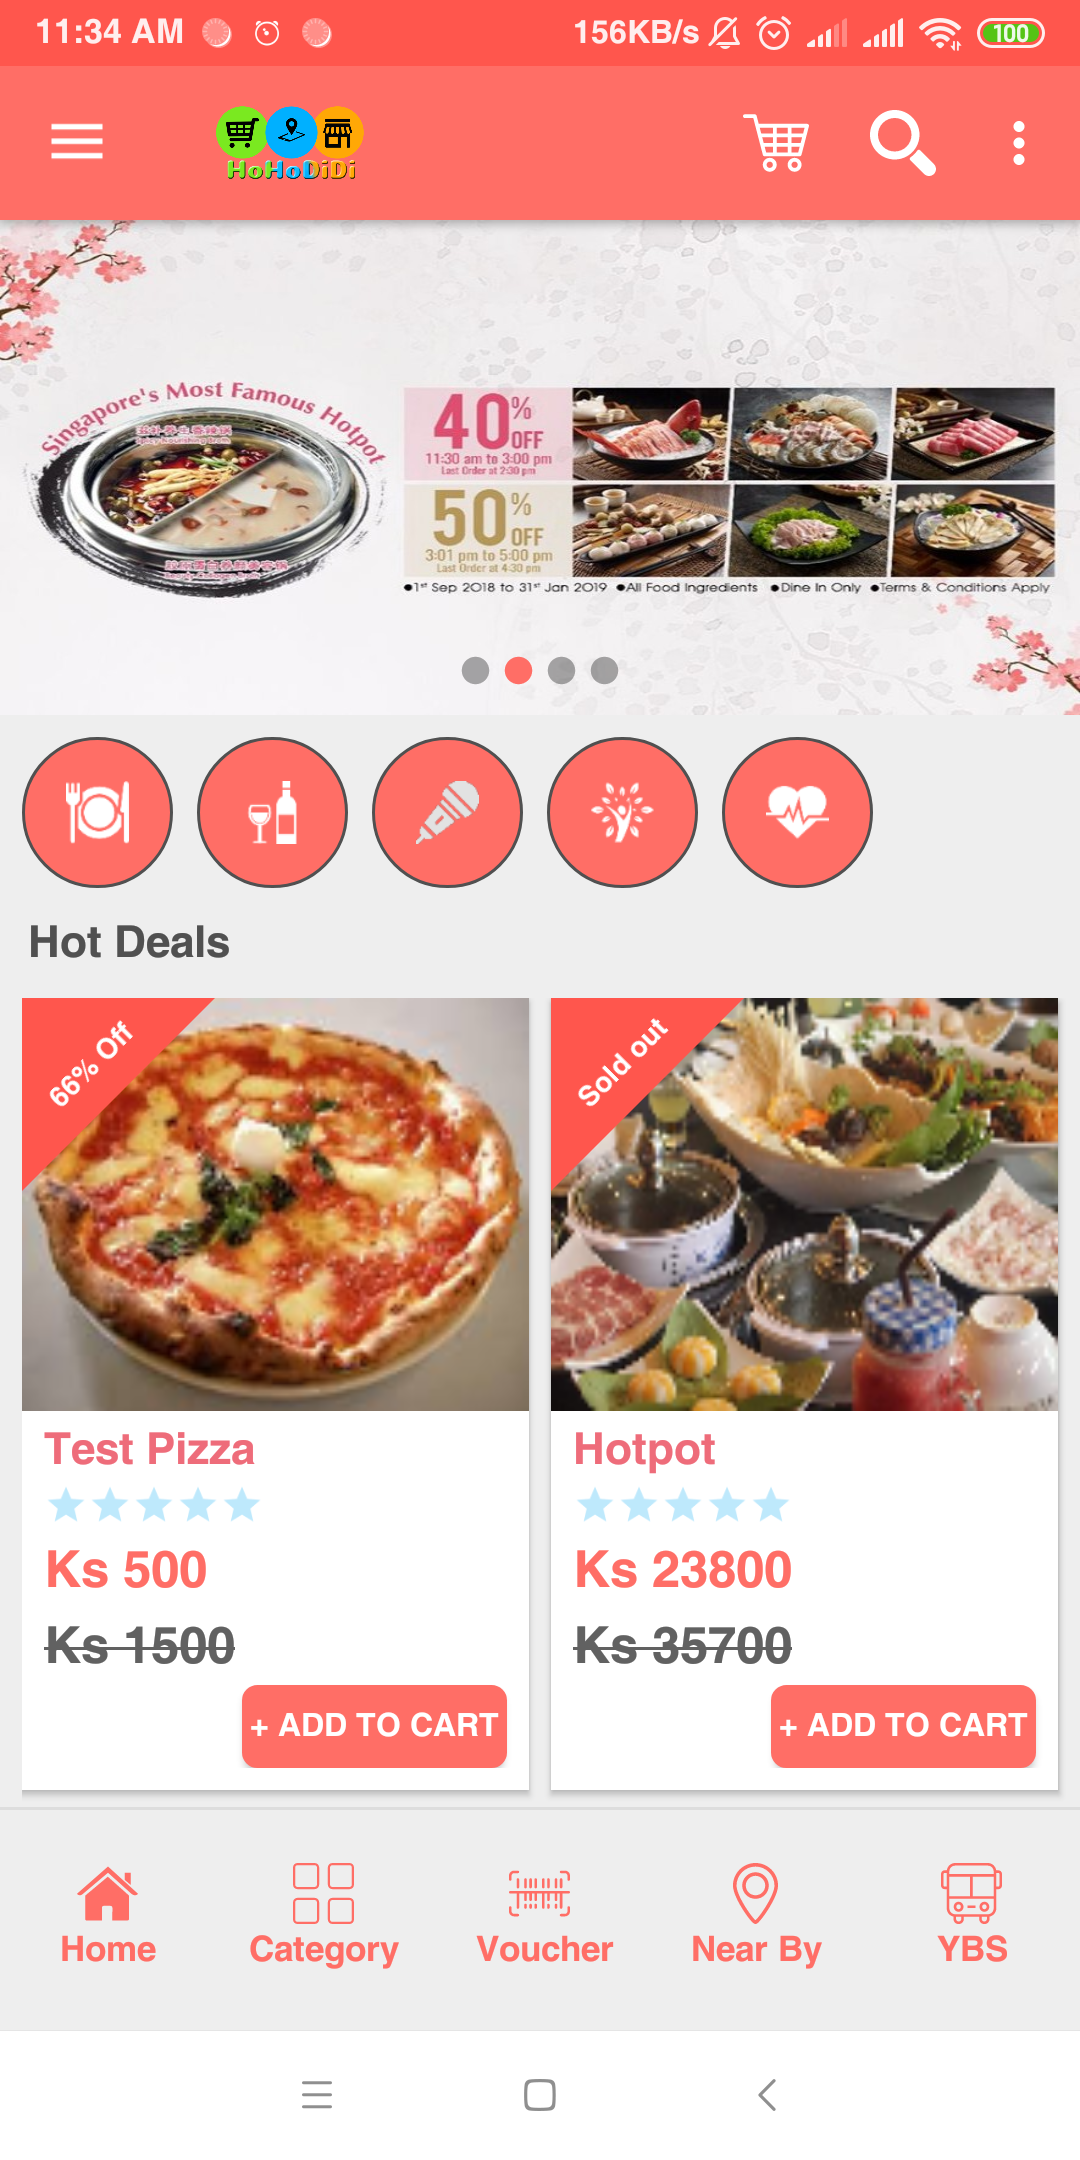 11:34 AM
156KB/s
100
HoHoDiDi
Singapore's Most Famous Hotpot
40% OFF
11:30 am to 3:00 pm
Last Order at 2:30 pm
50% OFF
3:01 pm to 5:00 pm
Last Order at 4:30 pm
●1st Sep 2018 to 31st Jan 2019 ●All Food Ingredients ●Dine In Only ●Terms & Conditions Apply
Hot Deals
66% Off
Sold out
Test Pizza
Ks 500
Ks 1500
+ ADD TO CART
Hotpot
Ks 23800
Ks 35700
+ ADD TO CART
Home
Category
Voucher
Near By
YBS